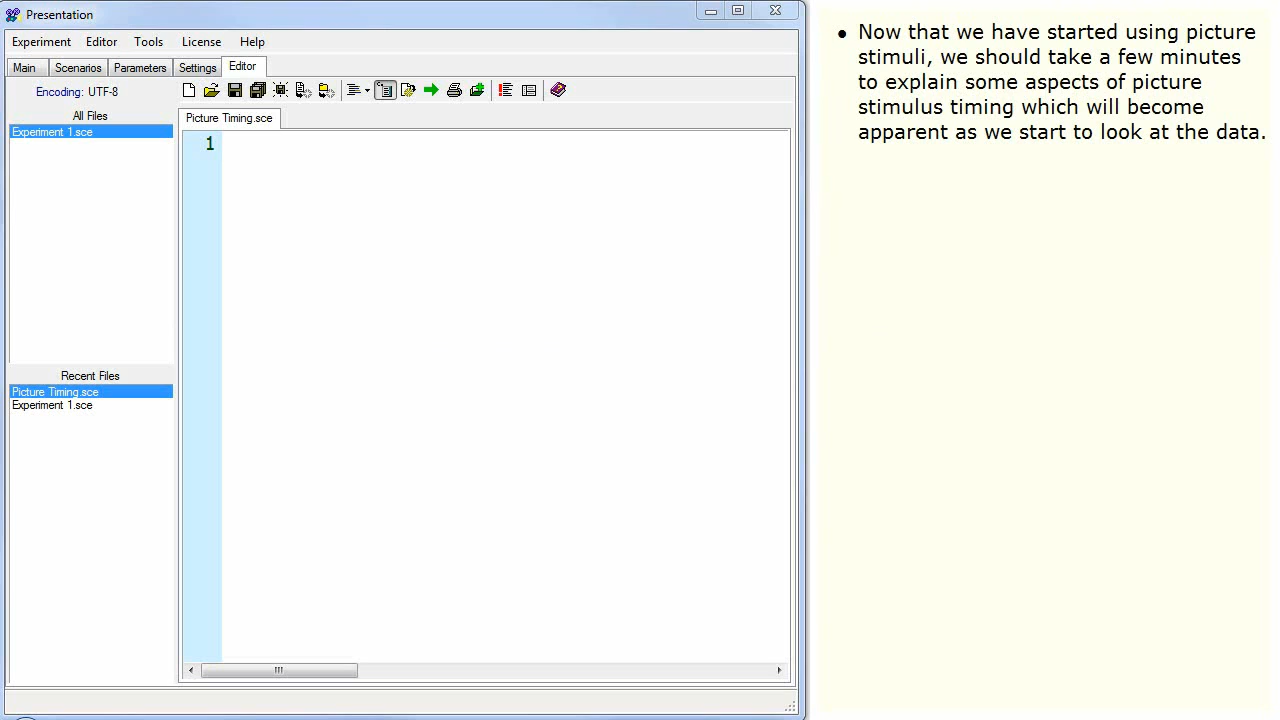 Presentation
Experiment Editor Tools License Help
Main Scenarios Parameters Settings Editor
Encoding: UTF-8
All Files
Experiment 1.sce
Recent Files
Picture Timing.sce
Experiment 1.sce
Picture Timing.sce
1
• Now that we have started using picture
stimuli, we should take a few minutes
to explain some aspects of picture
stimulus timing which will become
apparent as we start to look at the data.